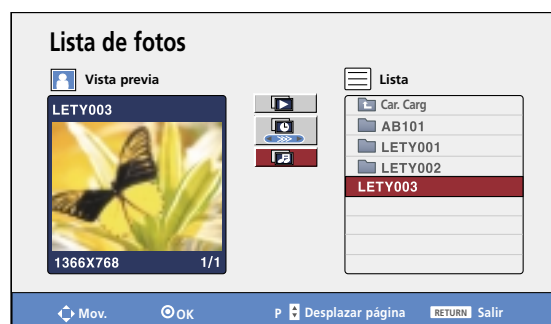 Lista de fotos
Vista previa
LETY003
1366X768 1/1
Lista
Car. Carg
AB101
LETY001
LETY002
LETY003
Mov. OK P Desplazar página RETURN Salir